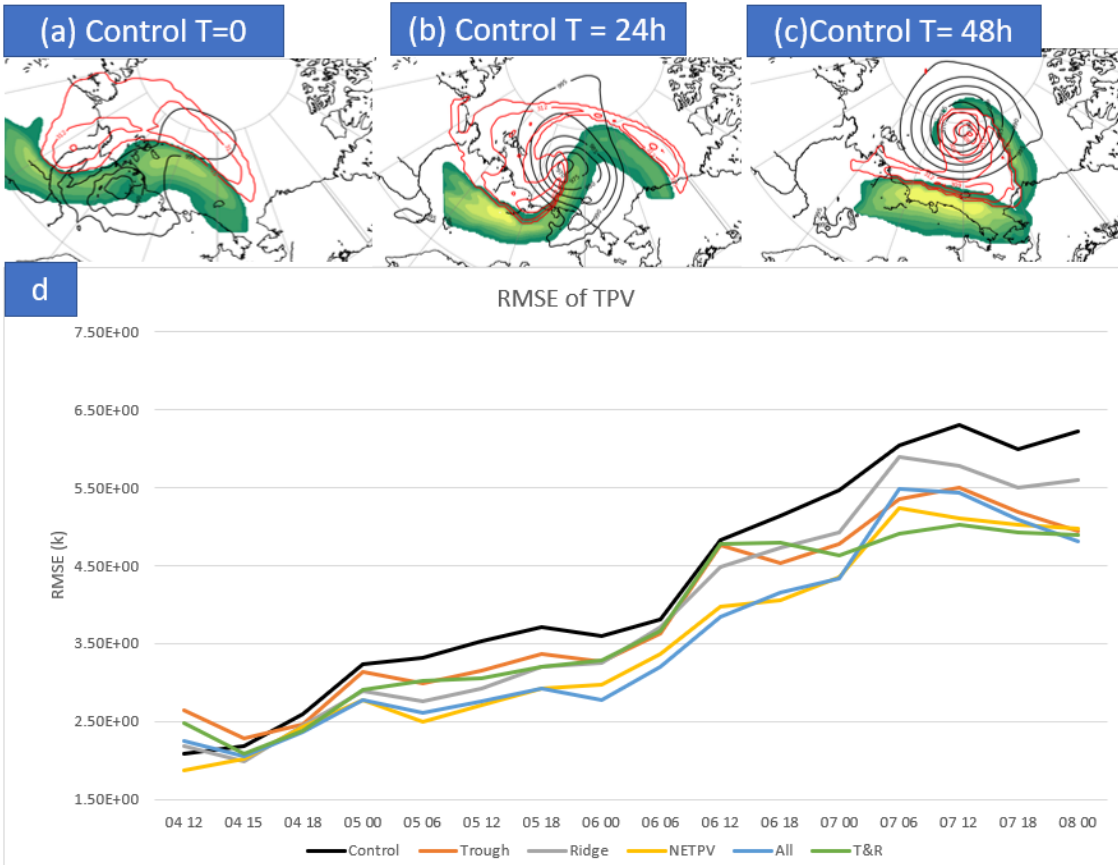 (a) Control T=0
(b) Control T = 24h
(c)Control T= 48h
d
RMSE of TPV
7.50E+00
6.50E+00
5.50E+00
4.50E+00
3.50E+00
2.50E+00
1.50E+00
RMSE (k)
04 12 04 15 04 18 05 00 05 06 05 12 05 18 06 00 06 06 06 12 06 18 07 00 07 06 07 12 07 18 08 00
Control Trough Ridge NETPV All T&R